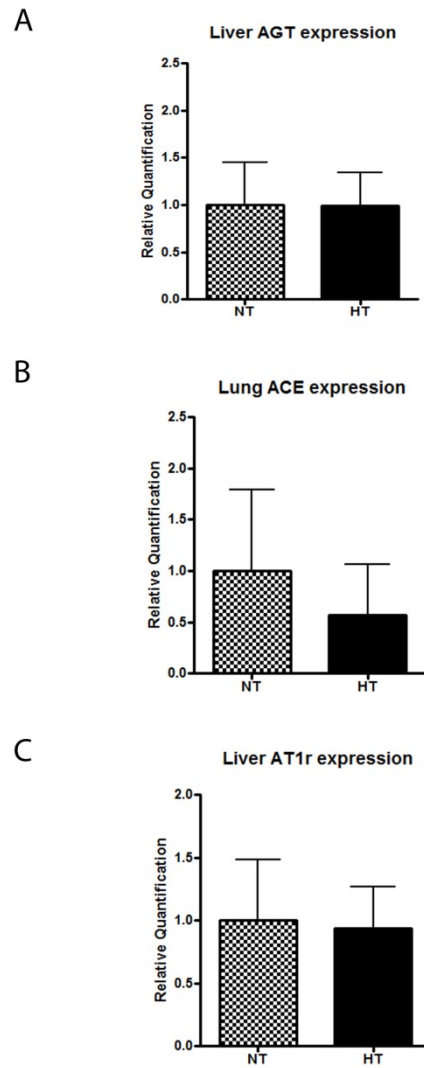 A
Liver AGT expression
Relative Quantification
2.5
2.0
1.5
1.0
0.5
0.0
NT HT
B
Lung ACE expression
Relative Quantification
2.5
2.0
1.5
1.0
0.5
0.0
NT HT
C
Liver AT1r expression
Relative Quantification
2.0
1.5
1.0
0.5
0.0
NT HT